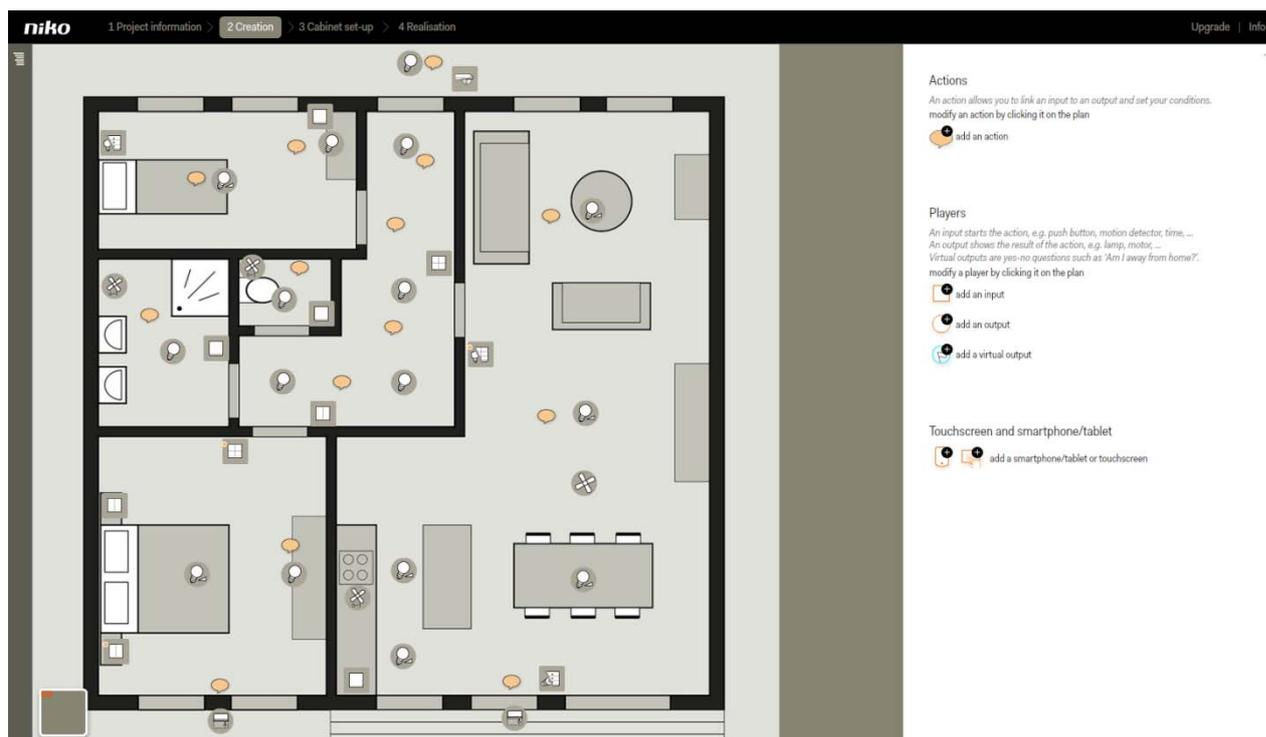 niko 1 Project information > 2 Creation > 3 Cabinet set-up > 4 Realisation Upgrade | Info
Actions
An action allows you to link an input to an output and set your conditions.
modify an action by clicking it on the plan
add an action
Players
An input starts the action, e.g. push button, motion detector, time, ...
An output shows the result of the action, e.g. lamp, motor, ...
Virtual outputs are yes-no questions such as 'Am I away from home?'.
modify a player by clicking it on the plan
add an input
add an output
add a virtual output
Touchscreen and smartphone/tablet
add a smartphone/tablet or touchscreen